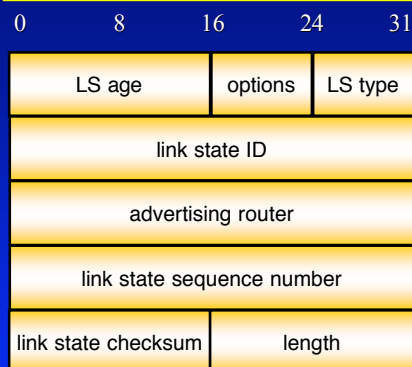 0 8 16 24 31
LS age options LS type
link state ID
advertising router
link state sequence number
link state checksum length